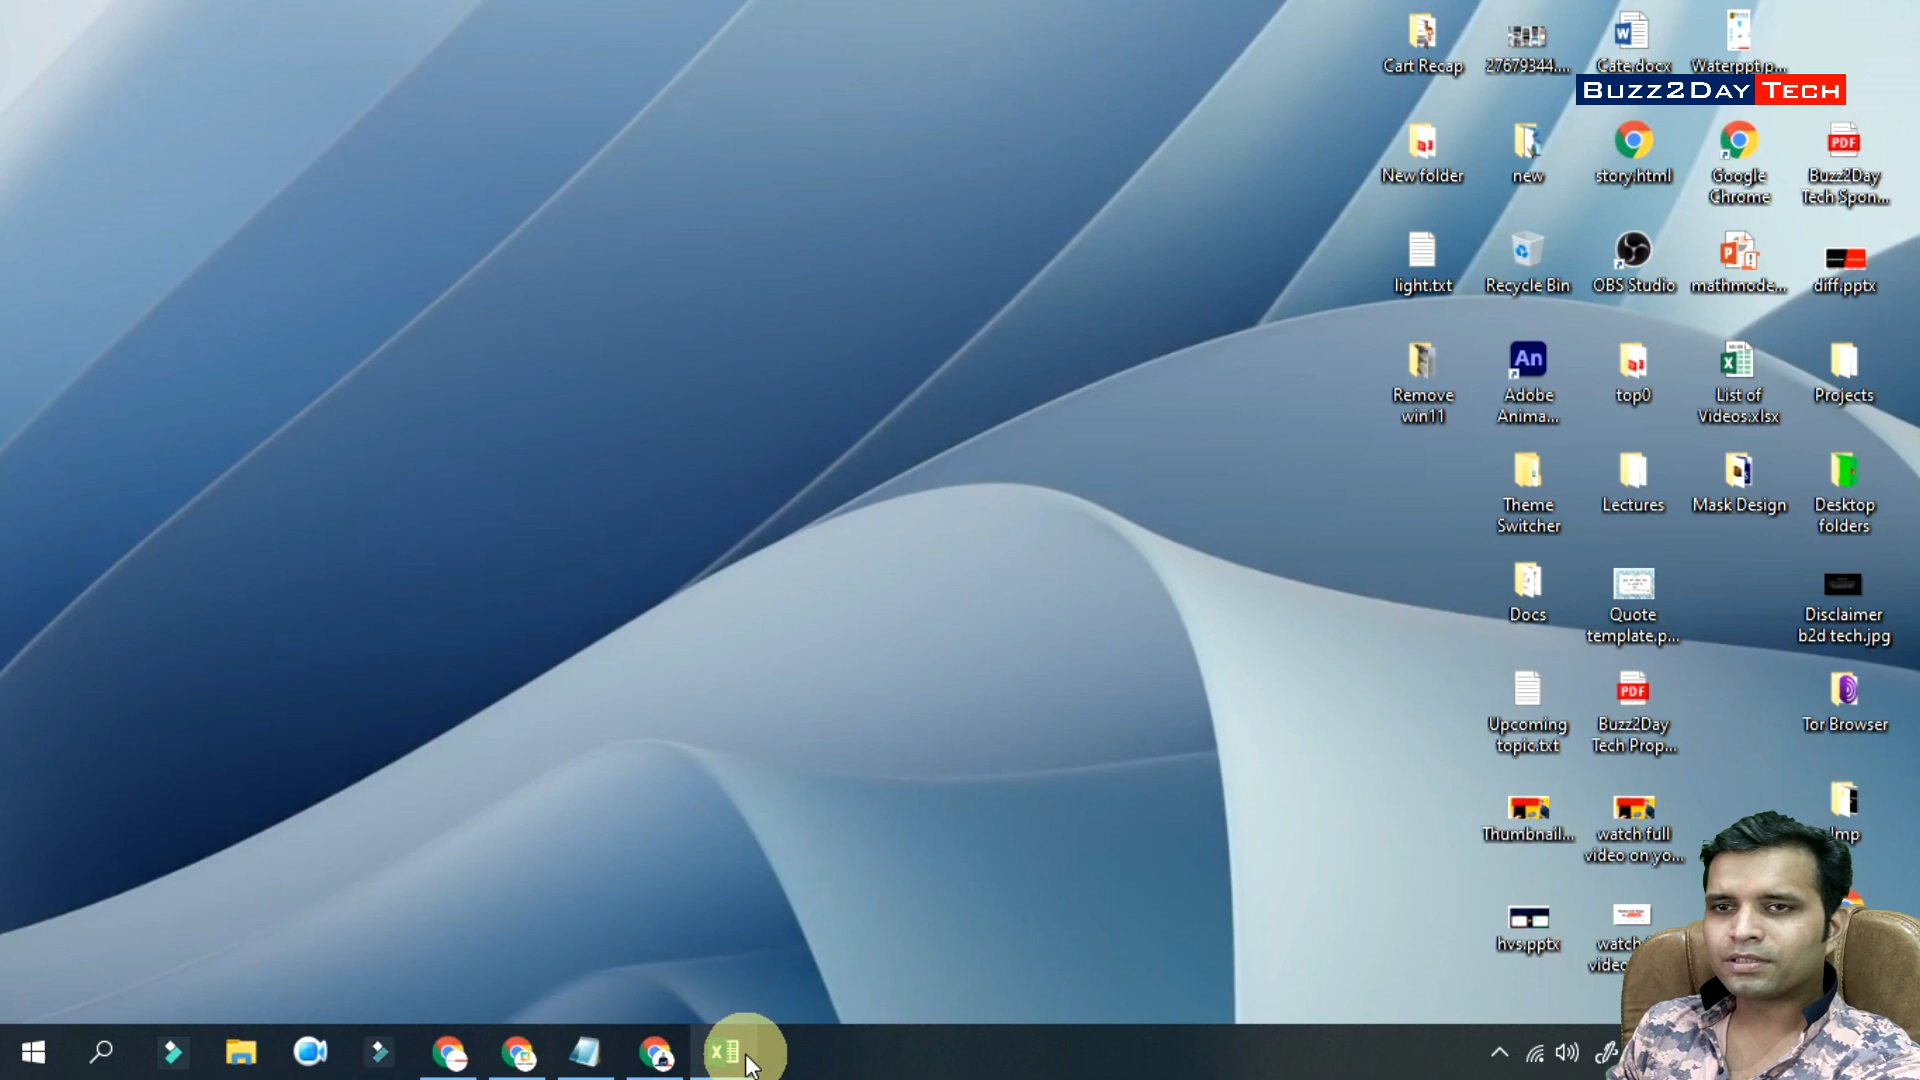 Cart Recap
27679344....
Cate.docx
Waterppt.p...
Buzz2Day Tech
New folder
new
story.html
Google
Chrome
PDF
Buzz2Day
Tech Spon...
light.txt
Recycle Bin
OBS Studio
mathmode...
diff.pptx
Remove
win11
An
Adobe
Anima...
top0
List of
Videos.xlsx
Projects
Theme
Switcher
Lectures
Mask Design
Desktop
folders
Docs
Quote
template.p...
Disclaimer
b2d tech.jpg
Upcoming
topic.txt
PDF
Buzz2Day
Tech Prop...
Tor Browser
Thumbnail...
watch full
video on yo...
hvs.pptx